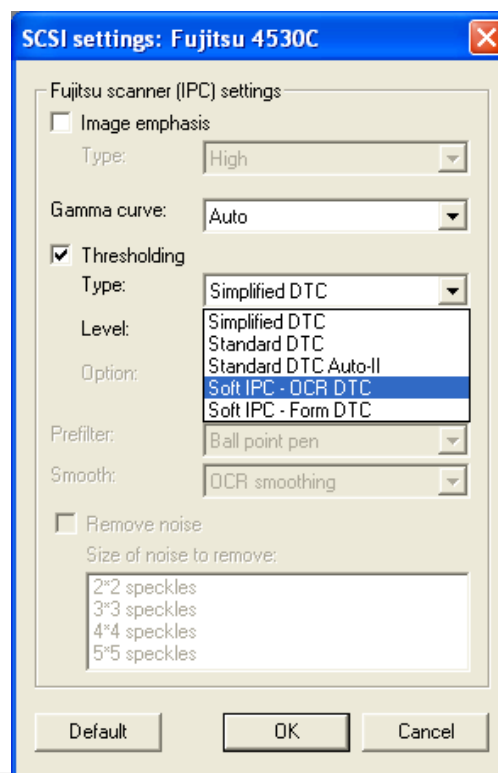 SCSI settings: Fujitsu 4530C
Fujitsu scanner (IPC) settings
Image emphasis
Type: High
Gamma curve: Auto
Thresholding
Type: Simplified DTC
Level:
Simplified DTC
Standard DTC
Standard DTC Auto-II
Soft IPC - OCR DTC
Soft IPC - Form DTC
Option:
Prefilter: Ball point pen
Smooth: OCR smoothing
Remove noise
Size of noise to remove:
2*2 speckles
3*3 speckles
4*4 speckles
5*5 speckles
Default OK Cancel